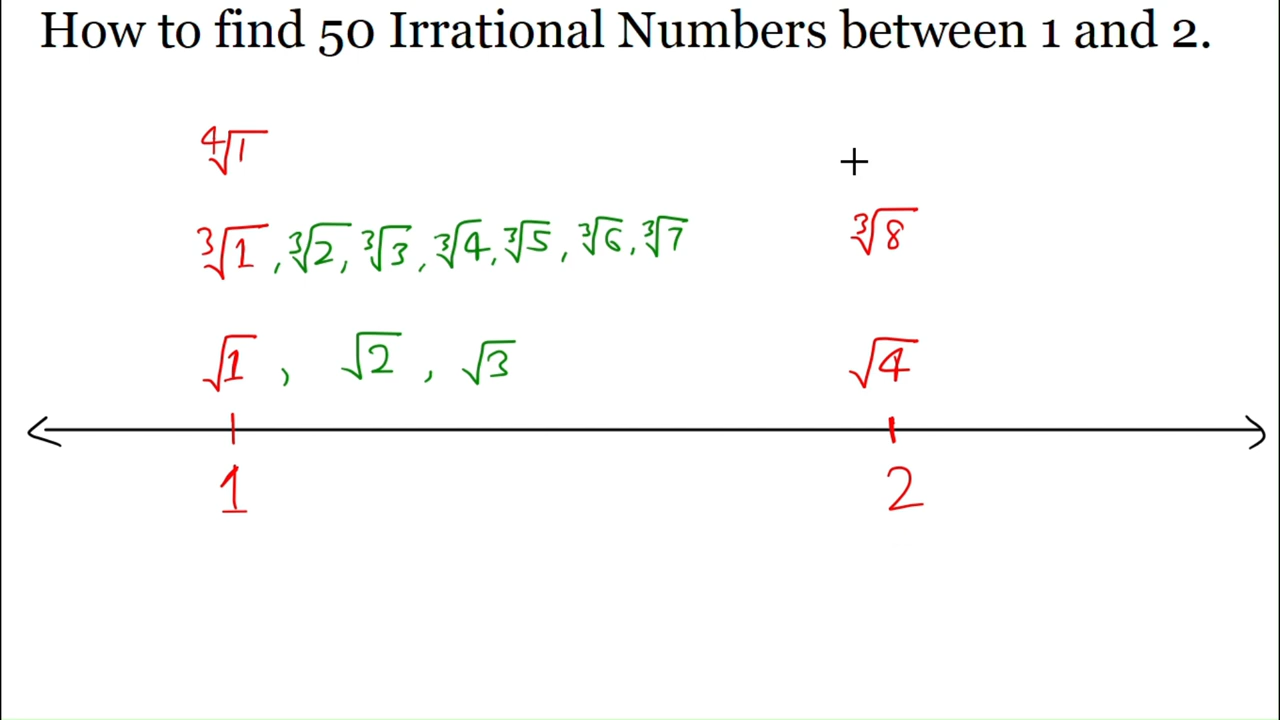 How to find 50 Irrational Numbers between 1 and 2.
∜1
∛1, ∛2, ∛3, ∛4, ∛5, ∛6, ∛7 ∛8
√1, √2, √3 √4
1 2